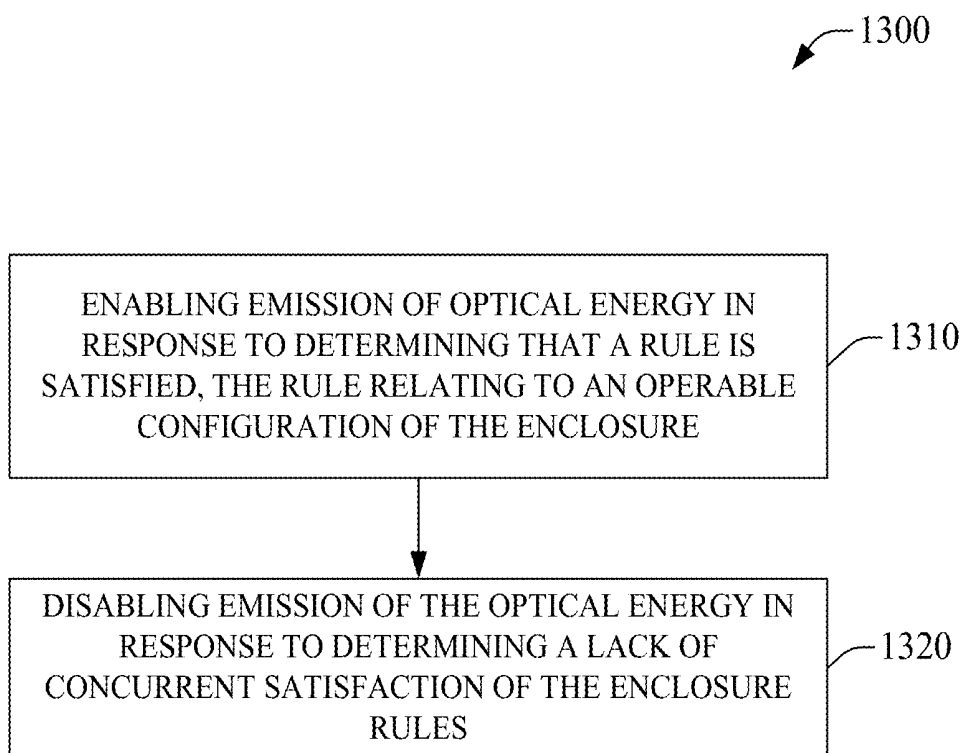 1300
ENABLING EMISSION OF OPTICAL ENERGY IN
RESPONSE TO DETERMINING THAT A RULE IS
SATISFIED, THE RULE RELATING TO AN OPERABLE
CONFIGURATION OF THE ENCLOSURE
1310
DISABLING EMISSION OF THE OPTICAL ENERGY IN
RESPONSE TO DETERMINING A LACK OF
CONCURRENT SATISFACTION OF THE ENCLOSURE
RULES
1320